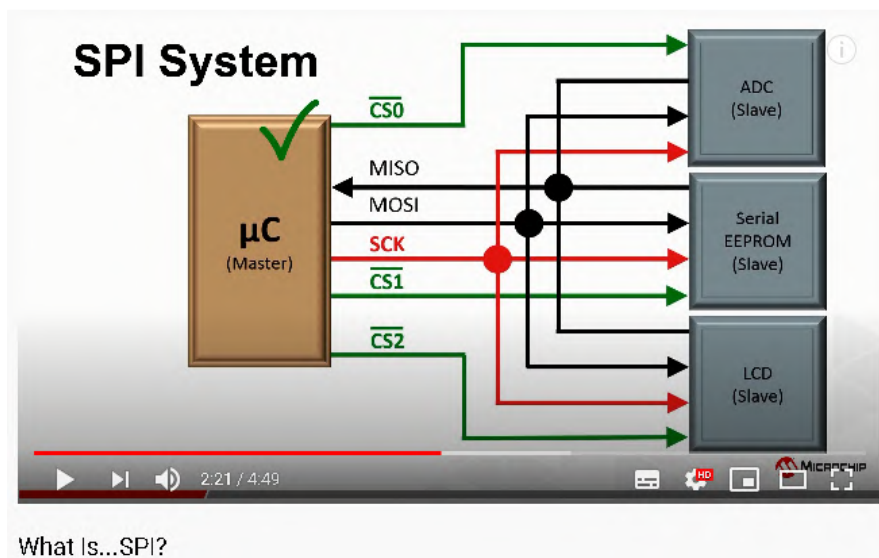 SPI System
CS0
ADC
(Slave)
MISO
MOSI
µC
(Master)
SCK
Serial
EEPROM
(Slave)
CS1
CS2
LCD
(Slave)
i
2:21 / 4:49
HD
MICROCHIP
What Is...SPI?